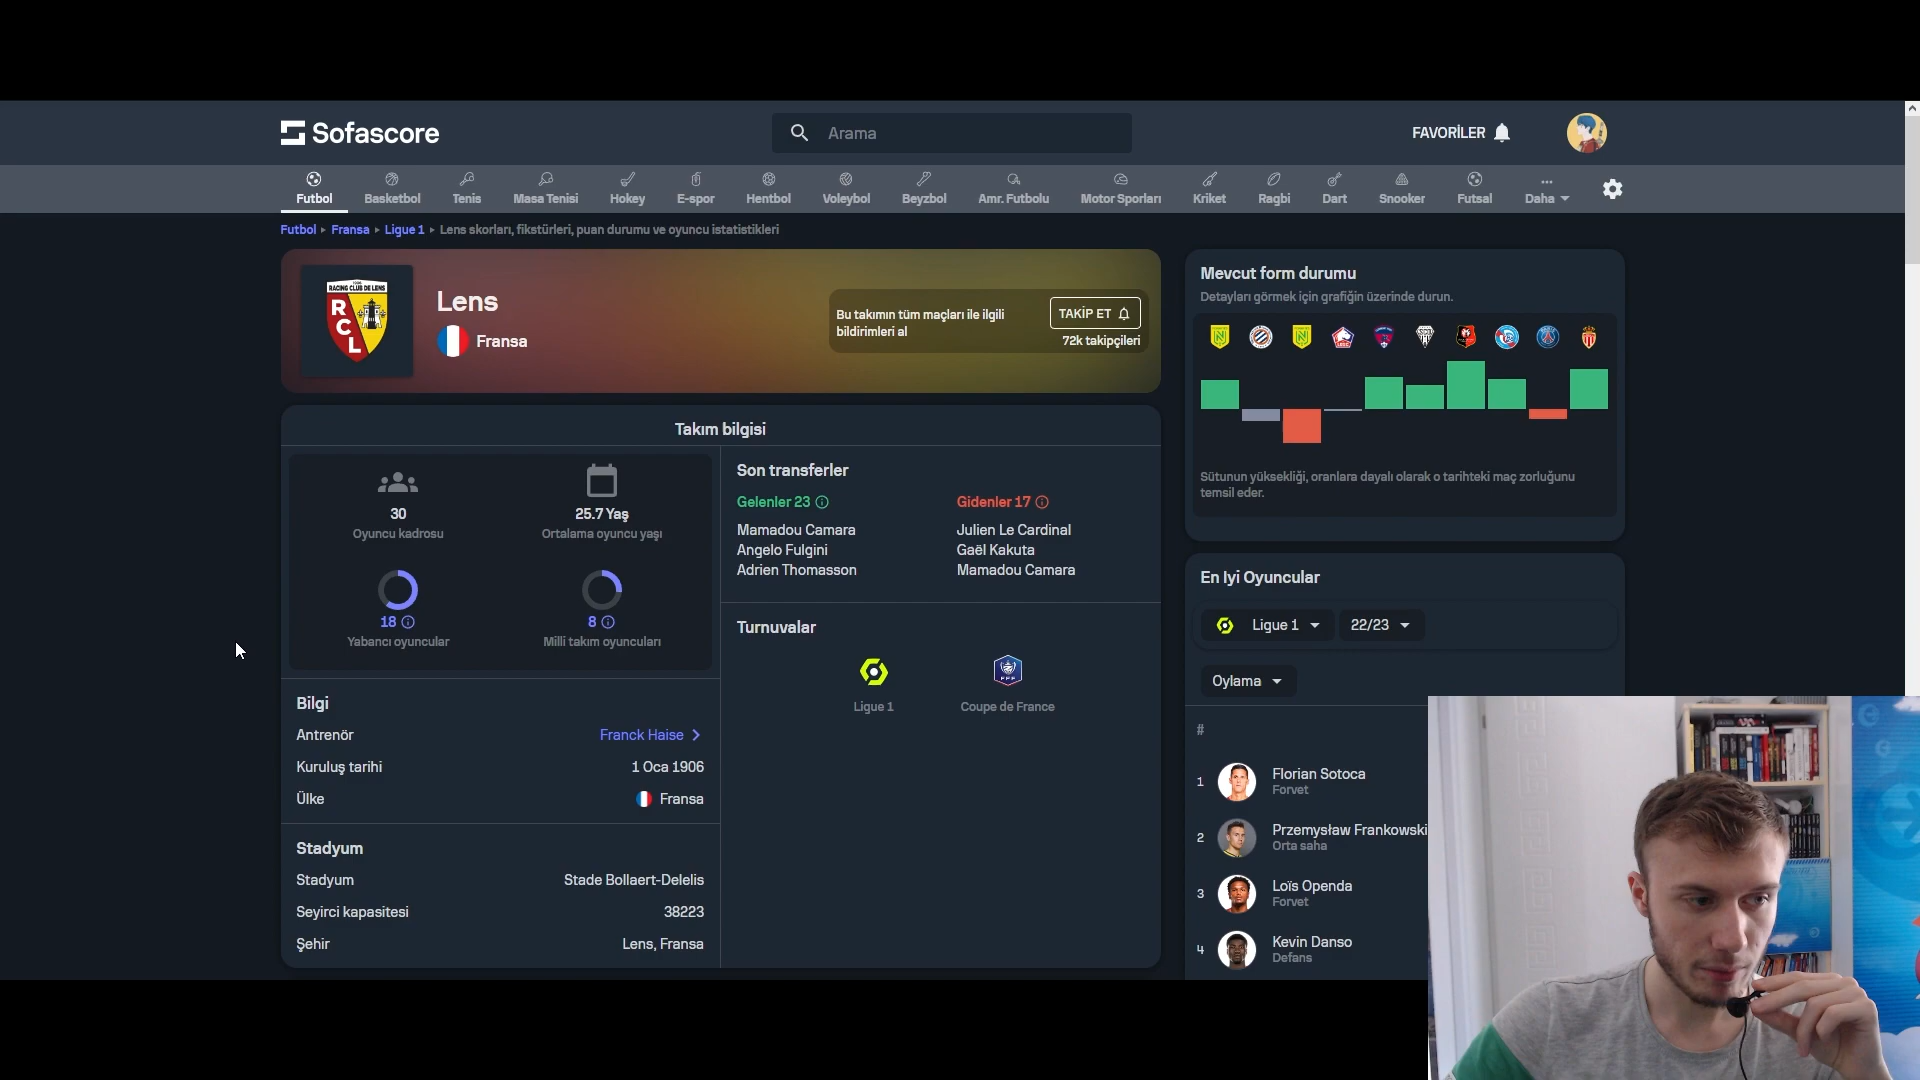 Sofascore
Arama
FAVORİLER
Futbol
Basketbol
Tenis
Masa Tenisi
Hokey
E-spor
Hentbol
Voleybol
Beyzbol
Amr. Futbolu
Motor Sporları
Kriket
Ragbi
Dart
Snooker
Futsal
Daha
Futbol ▸ Fransa ▸ Ligue 1 ▸ Lens skorları, fikstürleri, puan durumu ve oyuncu istatistikleri
1906
RACING CLUB DE LENS
R
C
L
Lens
Fransa
Bu takımın tüm maçları ile ilgili
bildirimleri al
TAKİP ET
72k takipçileri
Takım bilgisi
30
Oyuncu kadrosu
25.7 Yaş
Ortalama oyuncu yaşı
18
Yabancı oyuncular
8
Milli takım oyuncuları
Bilgi
Antrenör Franck Haise
Kuruluş tarihi 1 Oca 1906
Ülke Fransa
Stadyum
Stadyum Stade Bollaert-Delelis
Seyirci kapasitesi 38223
Şehir Lens, Fransa
Son transferler
Gelenler 23
Mamadou Camara
Angelo Fulgini
Adrien Thomasson
Gidenler 17
Julien Le Cardinal
Gaël Kakuta
Mamadou Camara
Turnuvalar
Ligue 1
FFF
Coupe de France
Mevcut form durumu
Detayları görmek için grafiğin üzerinde durun.
Sütunun yüksekliği, oranlara dayalı olarak o tarihteki maç zorluğunu
temsil eder.
En Iyi Oyuncular
Ligue 1
22/23
Oylama
#
1 Florian Sotoca
Forvet
2 Przemysław Frankowski
Orta saha
3 Loïs Openda
Forvet
4 Kevin Danso
Defans